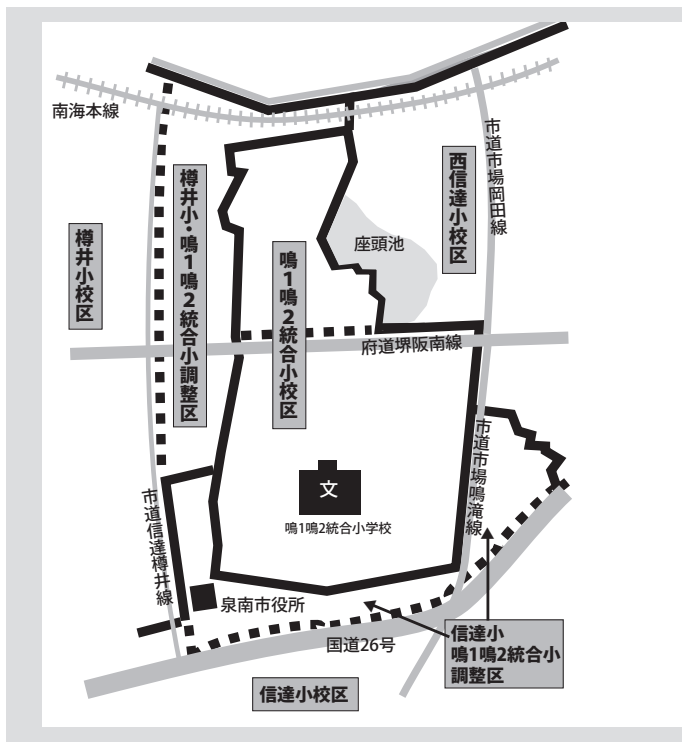 南海本線
市道市場岡田線
西信達小校区
樽井小・鳴1鳴2統合小調整区
樽井小校区
座頭池
鳴1鳴2統合小校区
府道堺阪南線
市道市場鳴滝線
文
鳴1鳴2統合小学校
市道信達樽井線
泉南市役所
国道26号
信達小
鳴1鳴2統合小
調整区
信達小校区